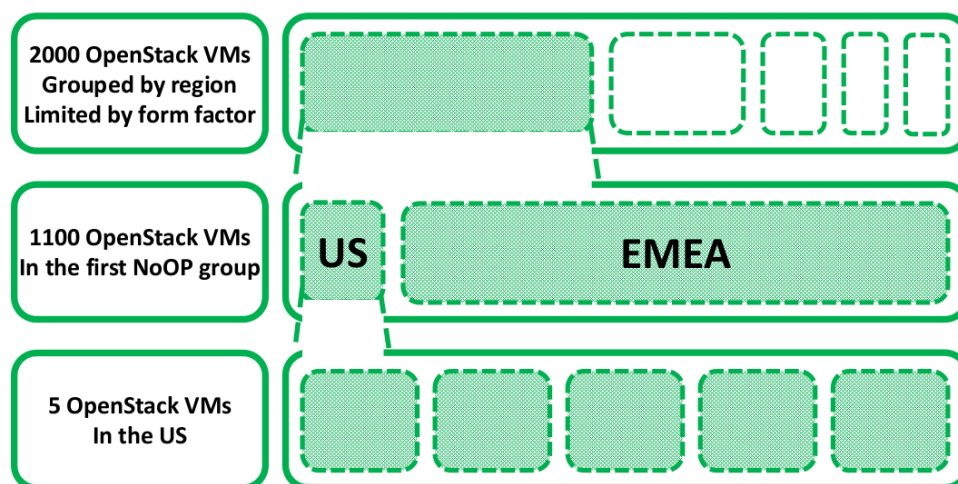 2000 OpenStack VMs
Grouped by region
Limited by form factor
1100 OpenStack VMs
In the first NoOP group
US
EMEA
5 OpenStack VMs
In the US